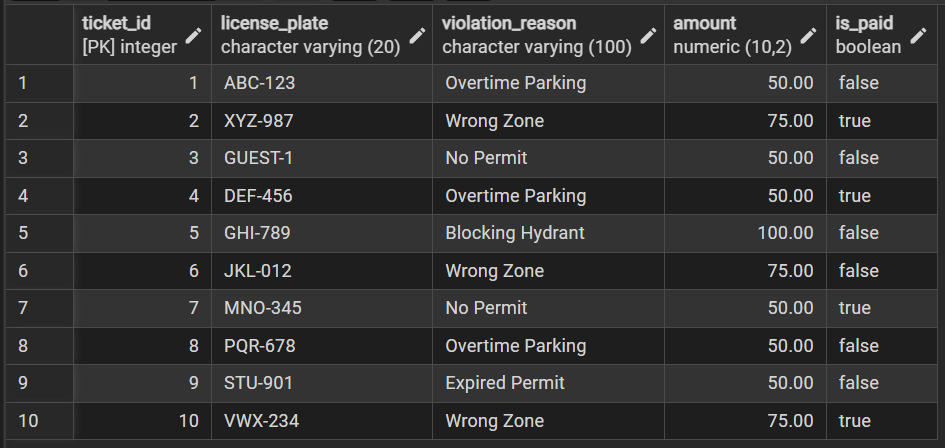 ticket_id license_plate violation_reason amount is_paid
[PK] integer character varying (20) character varying (100) numeric (10,2) boolean
1 1 ABC-123 Overtime Parking 50.00 false
2 2 XYZ-987 Wrong Zone 75.00 true
3 3 GUEST-1 No Permit 50.00 false
4 4 DEF-456 Overtime Parking 50.00 true
5 5 GHI-789 Blocking Hydrant 100.00 false
6 6 JKL-012 Wrong Zone 75.00 false
7 7 MNO-345 No Permit 50.00 true
8 8 PQR-678 Overtime Parking 50.00 false
9 9 STU-901 Expired Permit 50.00 false
10 10 VWX-234 Wrong Zone 75.00 true